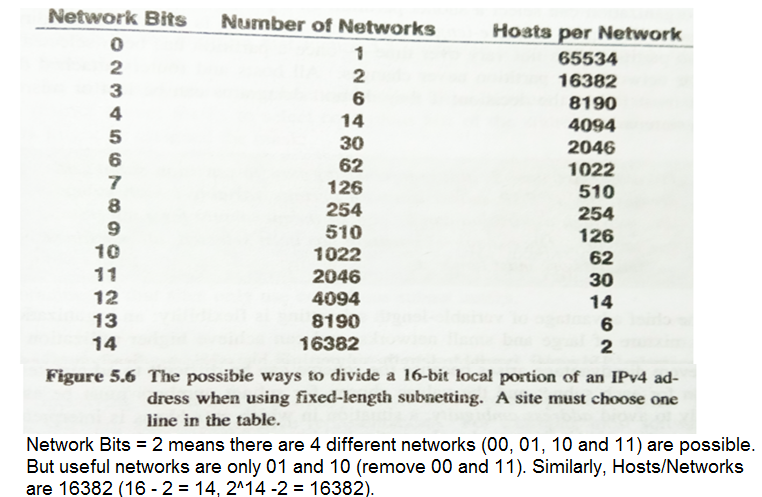 Network Bits Number of Networks Hosts per Network
0 1 65534
2 2 16382
3 6 8190
4 14 4094
5 30 2046
6 62 1022
7 126 510
8 254 254
9 510 126
10 1022 62
11 2046 30
12 4094 14
13 8190 6
14 16382 2
Figure 5.6 The possible ways to divide a 16-bit local portion of an IPv4 ad-
dress when using fixed-length subnetting. A site must choose one
line in the table.
Network Bits = 2 means there are 4 different networks (00, 01, 10 and 11) are possible.
But useful networks are only 01 and 10 (remove 00 and 11). Similarly, Hosts/Networks
are 16382 (16 - 2 = 14, 2^14 -2 = 16382).